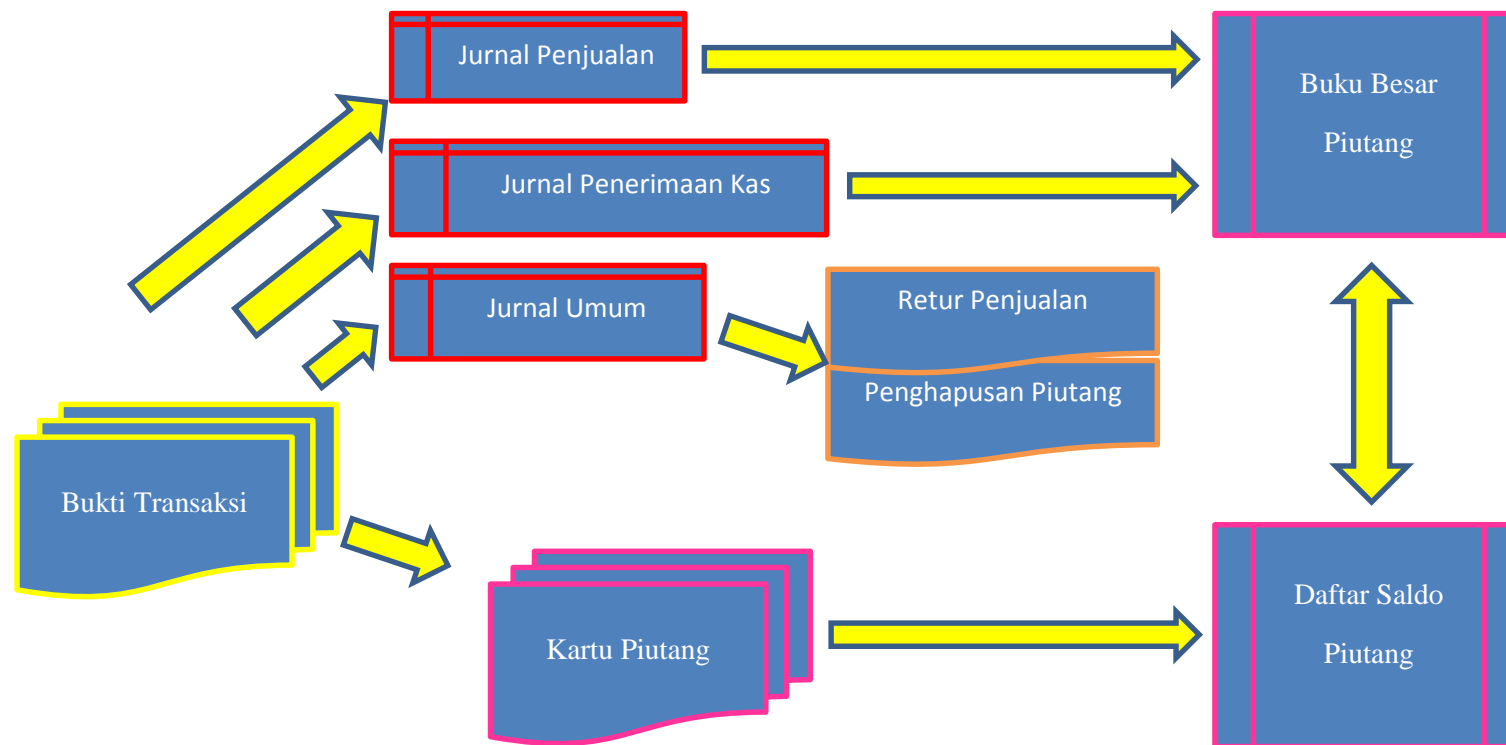 Jurnal Penjualan
Buku Besar
Piutang
Jurnal Penerimaan Kas
Jurnal Umum
Retur Penjualan
Penghapusan Piutang
Bukti Transaksi
Kartu Piutang
Daftar Saldo
Piutang